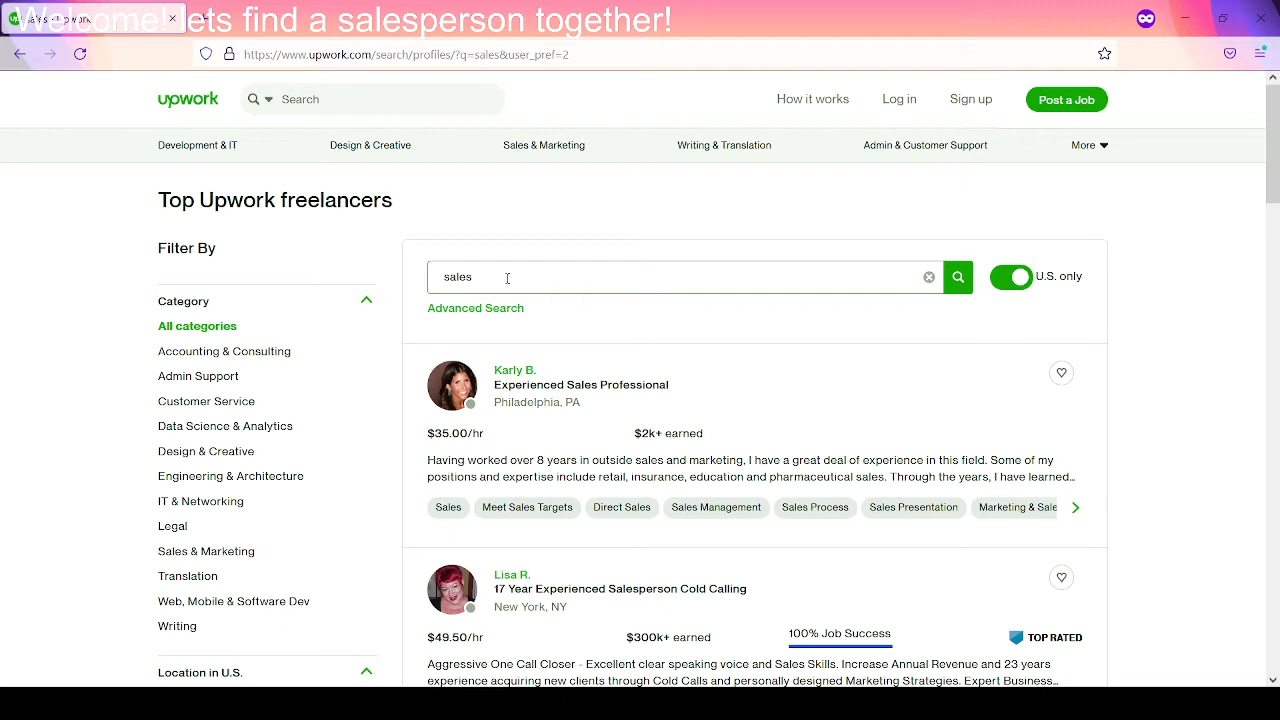 Welcome! lets find a salesperson together!
https://www.upwork.com/search/profiles/?q=sales&user_pref=2
upwork
Search
How it works
Log in
Sign up
Post a Job
Development & IT
Design & Creative
Sales & Marketing
Writing & Translation
Admin & Customer Support
More
Top Upwork freelancers
Filter By
sales
U.S. only
Advanced Search
Category
All categories
Accounting & Consulting
Admin Support
Customer Service
Data Science & Analytics
Design & Creative
Engineering & Architecture
IT & Networking
Legal
Sales & Marketing
Translation
Web, Mobile & Software Dev
Writing
Location in U.S.
Karly B.
Experienced Sales Professional
Philadelphia, PA
$35.00/hr
$2k+ earned
Having worked over 8 years in outside sales and marketing, I have a great deal of experience in this field. Some of my
positions and expertise include retail, insurance, education and pharmaceutical sales. Through the years, I have learned...
Sales
Meet Sales Targets
Direct Sales
Sales Management
Sales Process
Sales Presentation
Marketing & Sale
Lisa R.
17 Year Experienced Salesperson Cold Calling
New York, NY
$49.50/hr
$300k+ earned
100% Job Success
TOP RATED
Aggressive One Call Closer - Excellent clear speaking voice and Sales Skills. Increase Annual Revenue and 23 years
experience acquiring new clients through Cold Calls and personally designed Marketing Strategies. Expert Business...